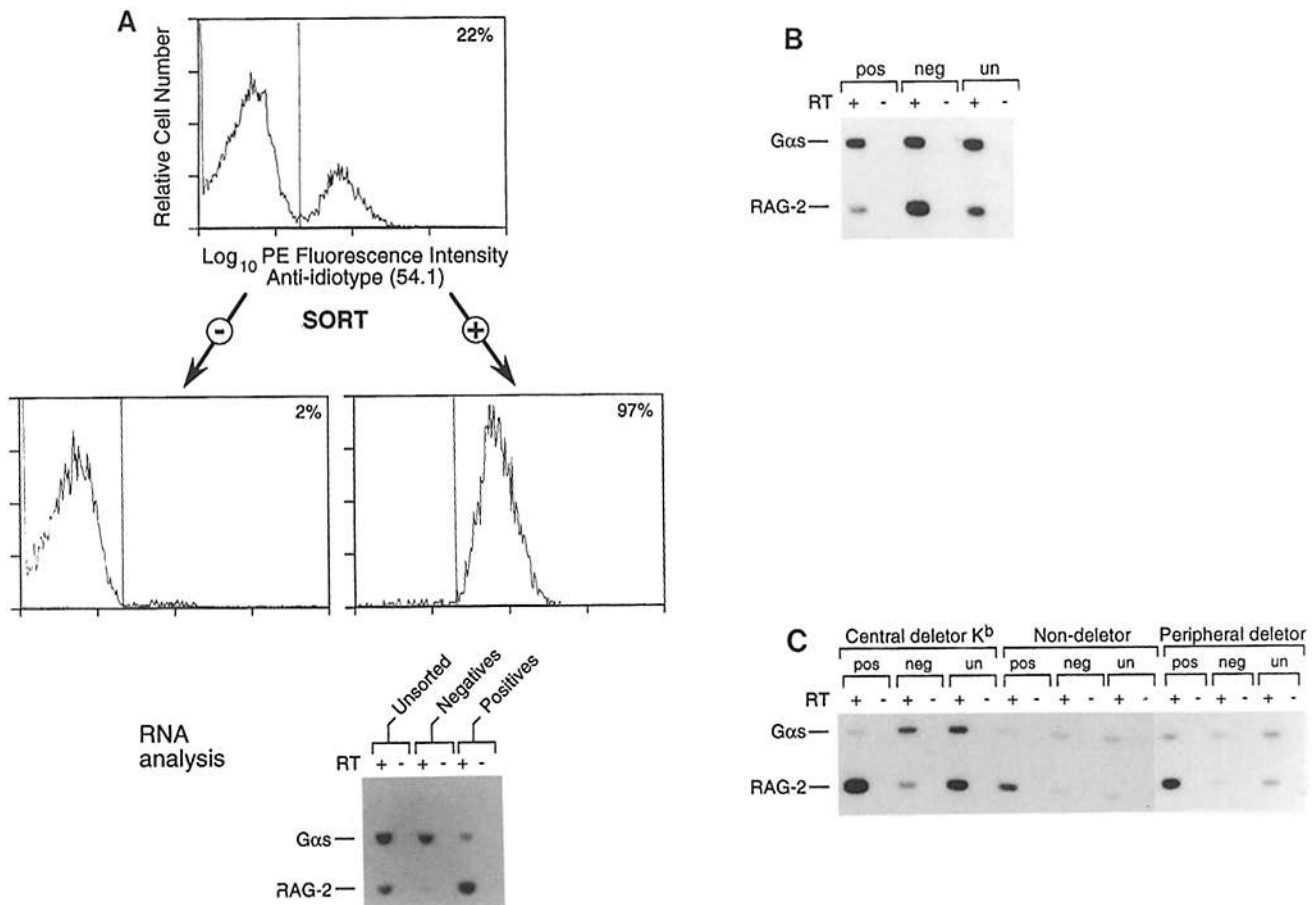 A
22%
Relative Cell Number
Log10 PE Fluorescence Intensity
Anti-idiotype (54.1)
- SORT +
2%
97%
Unsorted
Negatives
Positives
RNA
analysis
RT + - + - + -
Gαs
RAG-2
B
pos neg un
RT + - + - + -
Gαs
RAG-2
C
Central deletor Kb Non-deletor Peripheral deletor
pos neg un pos neg un pos neg un
RT + - + - + - + - + - + - + - + - + -
Gαs
RAG-2